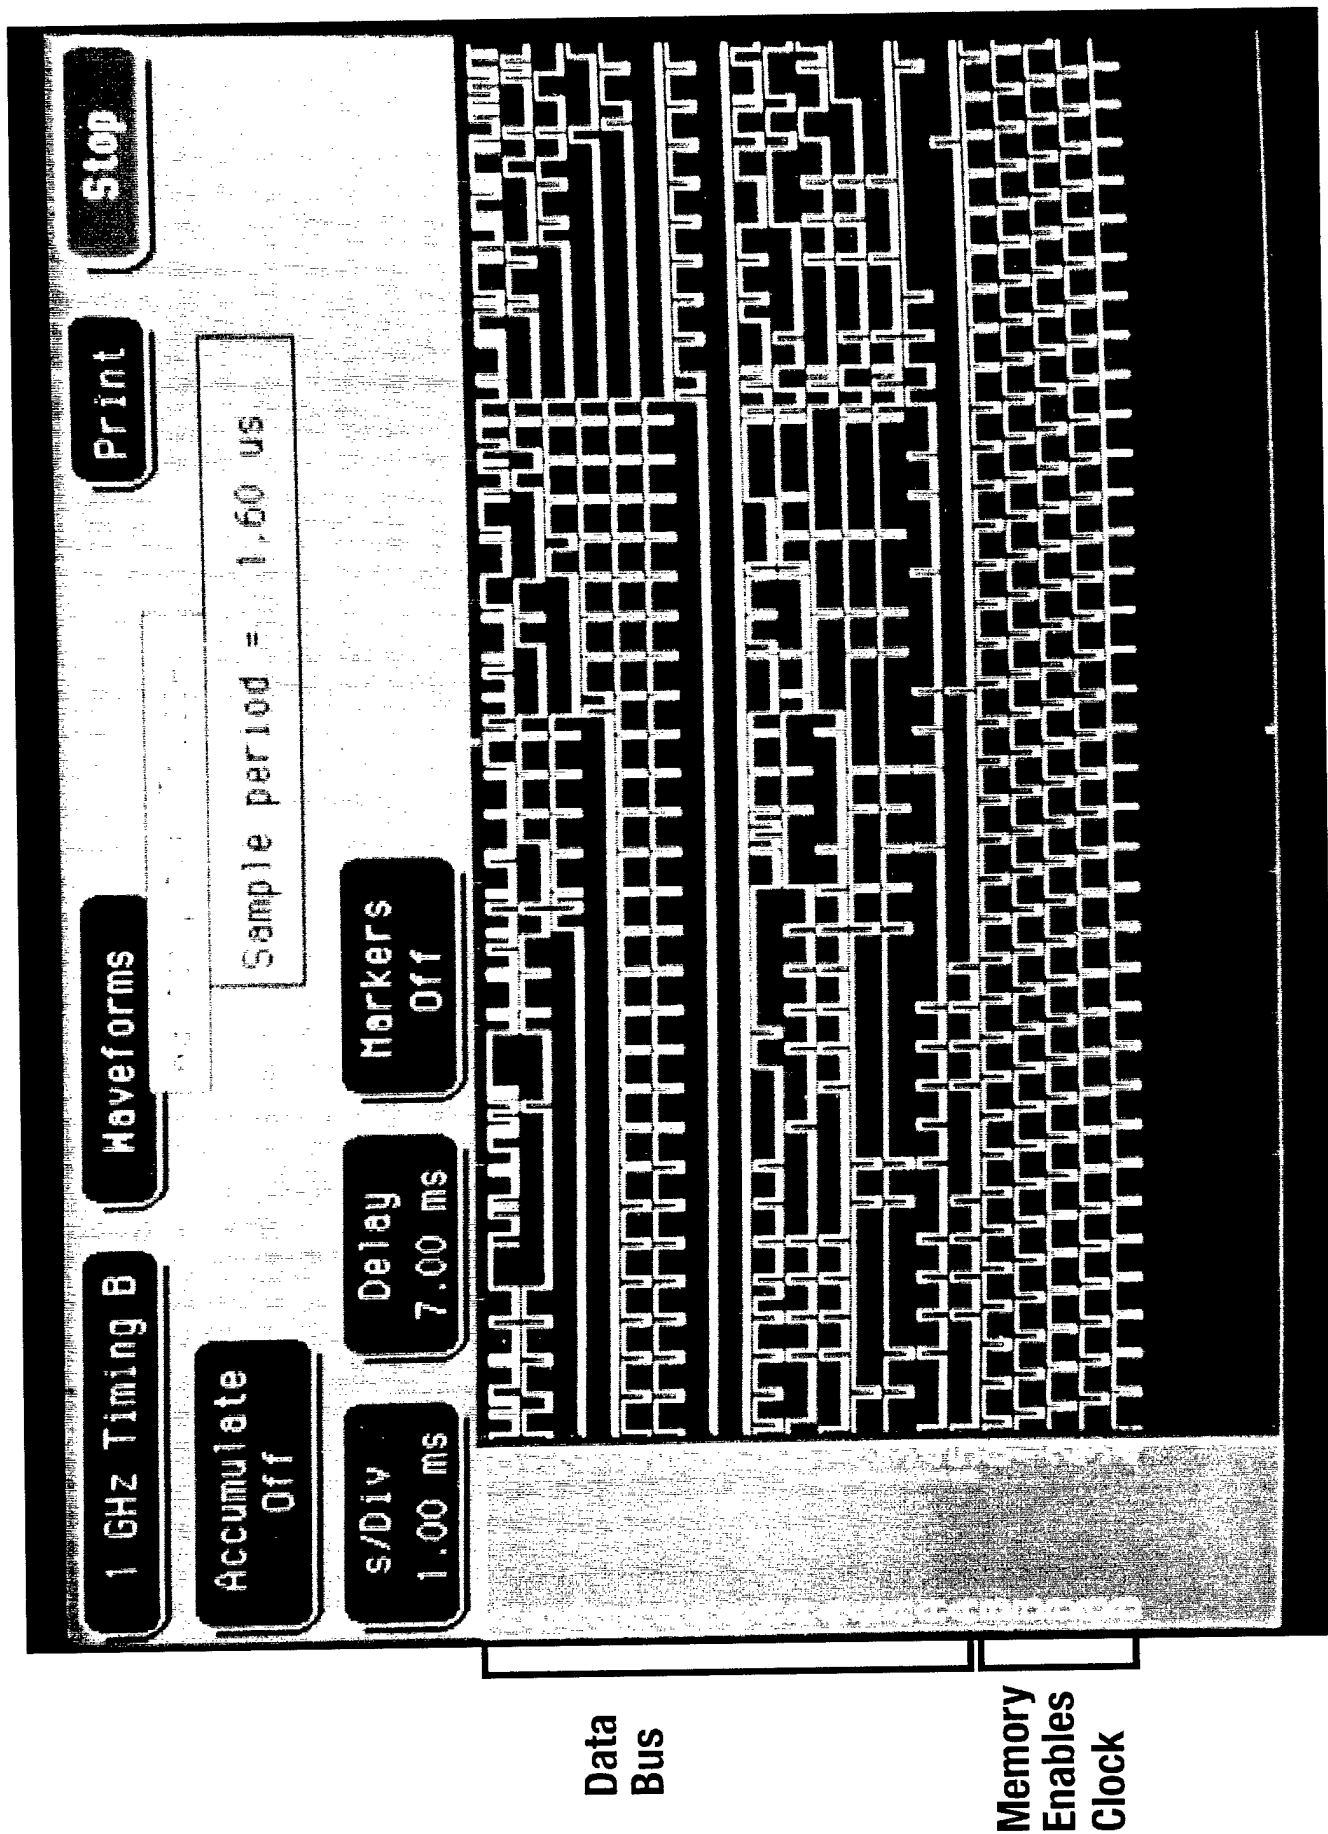 1 GHz Timing B
Waveforms
Print
Stop
Accumulate
Off
Sample period = 1.60 us
s/Div
1.00 ms
Delay
7.00 ms
Markers
Off
Data
Bus
Memory
Enables
Clock